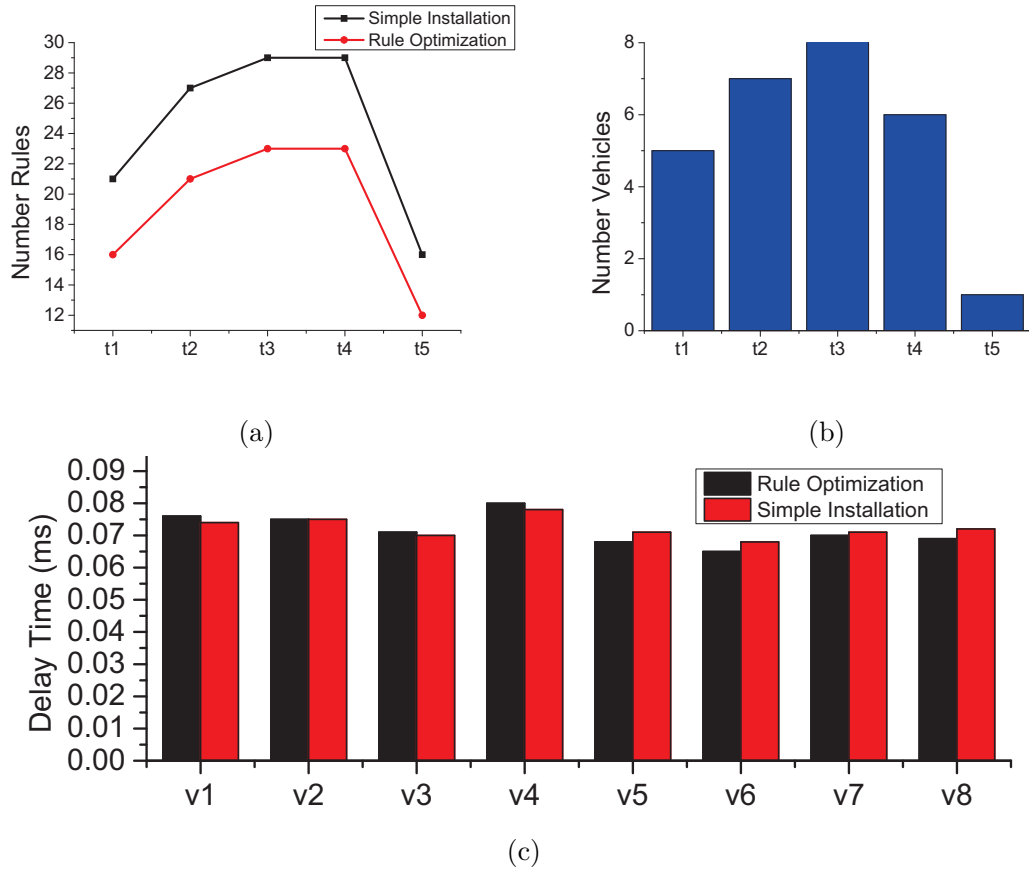 Simple Installation
Rule Optimization
30
28
26
24
22
20
18
16
14
12
Number Rules
t1 t2 t3 t4 t5
(a)
8
6
4
2
0
Number Vehicles
t1 t2 t3 t4 t5
(b)
Rule Optimization
Simple Installation
0.09
0.08
0.07
0.06
0.05
0.04
0.03
0.02
0.01
0.00
Delay Time (ms)
v1 v2 v3 v4 v5 v6 v7 v8
(c)